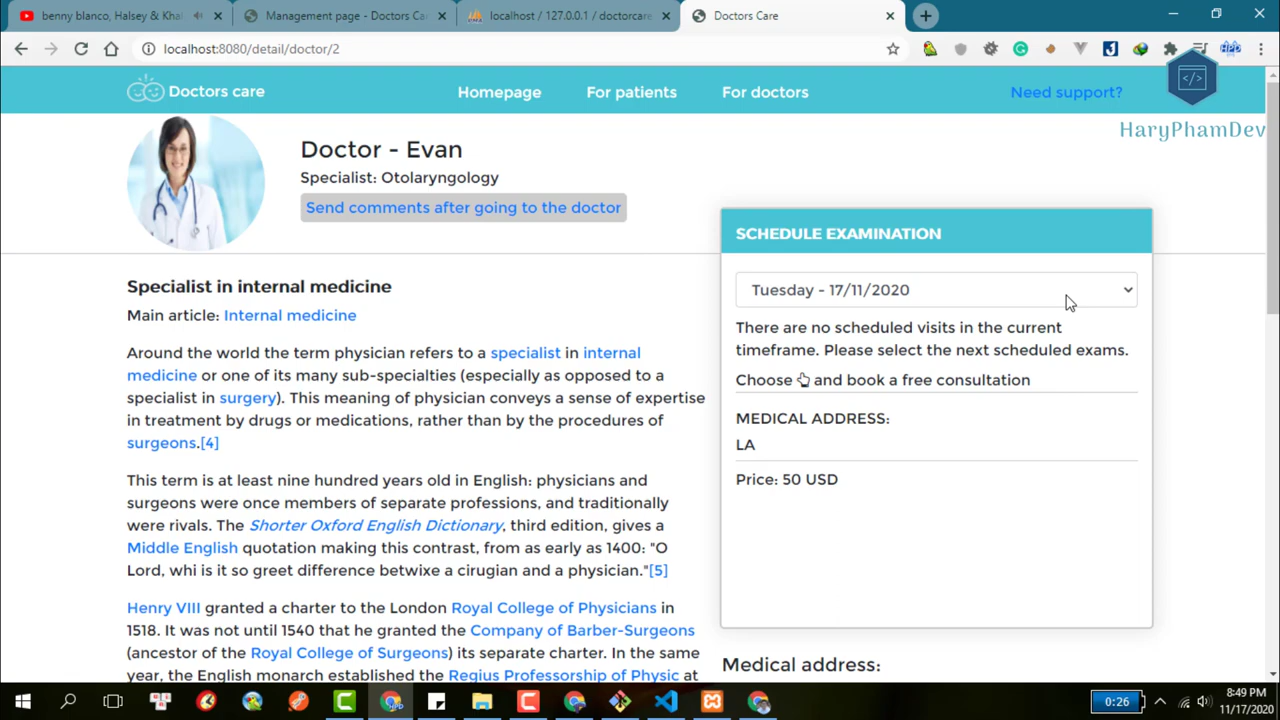 benny blanco, Halsey & Khal
Management page - Doctors Ca
localhost / 127.0.0.1 / doctorcare
Doctors Care
localhost:8080/detail/doctor/2
Doctors care
Homepage
For patients
For doctors
Need support?
HaryPhamDev
Doctor - Evan
Specialist: Otolaryngology
Send comments after going to the doctor
SCHEDULE EXAMINATION
Tuesday - 17/11/2020
There are no scheduled visits in the current
timeframe. Please select the next scheduled exams.
Choose and book a free consultation
MEDICAL ADDRESS:
LA
Price: 50 USD
Specialist in internal medicine
Main article: Internal medicine
Around the world the term physician refers to a specialist in internal
medicine or one of its many sub-specialties (especially as opposed to a
specialist in surgery). This meaning of physician conveys a sense of expertise
in treatment by drugs or medications, rather than by the procedures of
surgeons.[4]
This term is at least nine hundred years old in English: physicians and
surgeons were once members of separate professions, and traditionally
were rivals. The Shorter Oxford English Dictionary, third edition, gives a
Middle English quotation making this contrast, from as early as 1400: "O
Lord, whi is it so greet difference betwixe a cirugian and a physician."[5]
Henry VIII granted a charter to the London Royal College of Physicians in
1518. It was not until 1540 that he granted the Company of Barber-Surgeons
(ancestor of the Royal College of Surgeons) its separate charter. In the same
year, the English monarch established the Regius Professorship of Physic at
Medical address:
0:26
8:49 PM
11/17/2020